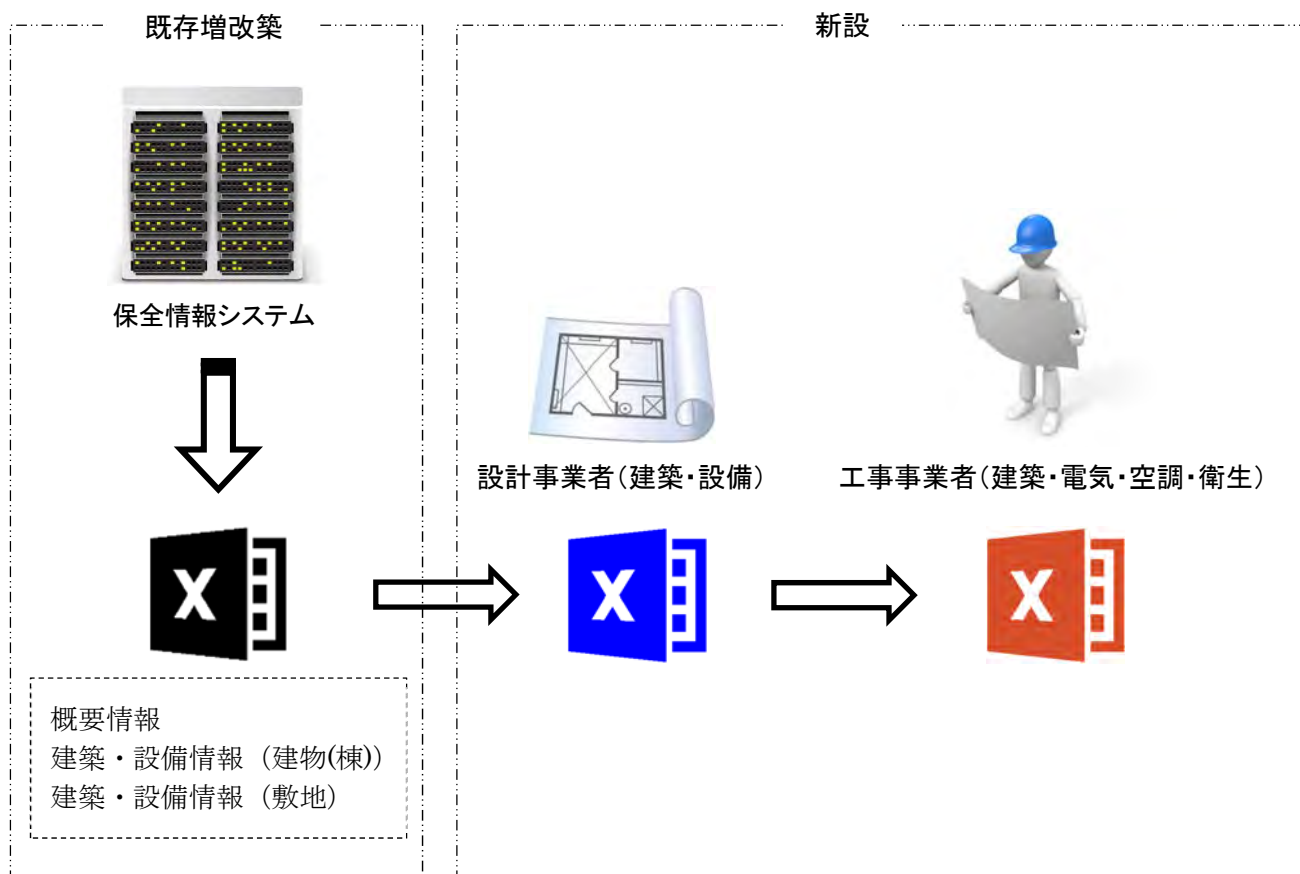 既存増改築
新設
保全情報システム
設計事業者(建築・設備)
工事事業者(建築・電気・空調・衛生)
X
X
X
概要情報
建築・設備情報（建物(棟)）
建築・設備情報（敷地）